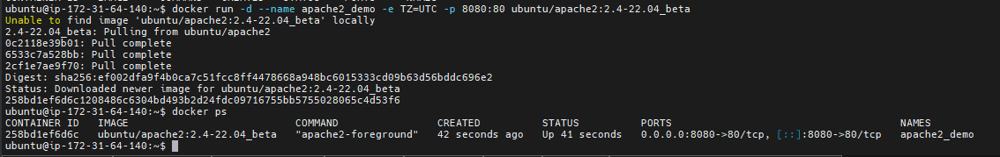 ubuntu@ip-172-31-64-140:~$ docker run -d --name apache2_demo -e TZ=UTC -p 8080:80 ubuntu/apache2:2.4-22.04_beta
Unable to find image 'ubuntu/apache2:2.4-22.04_beta' locally
2.4-22.04_beta: Pulling from ubuntu/apache2
0c2118e39b01: Pull complete
6533c7a528bb: Pull complete
2cf1e7ae9f70: Pull complete
Digest: sha256:ef002dfa9f4b0ca7c51fcc8ff4478668a948bc6015333cd09b63d56bddc696e2
Status: Downloaded newer image for ubuntu/apache2:2.4-22.04_beta
258bd1ef6d6c1208486c6304bd493b2d24fdc09716755bb5755028065c4d53f6
ubuntu@ip-172-31-64-140:~$ docker ps
CONTAINER ID   IMAGE                           COMMAND                CREATED          STATUS          PORTS                                     NAMES
258bd1ef6d6c   ubuntu/apache2:2.4-22.04_beta   "apache2-foreground"   42 seconds ago   Up 41 seconds   0.0.0.0:8080->80/tcp, [::]:8080->80/tcp   apache2_demo
ubuntu@ip-172-31-64-140:~$